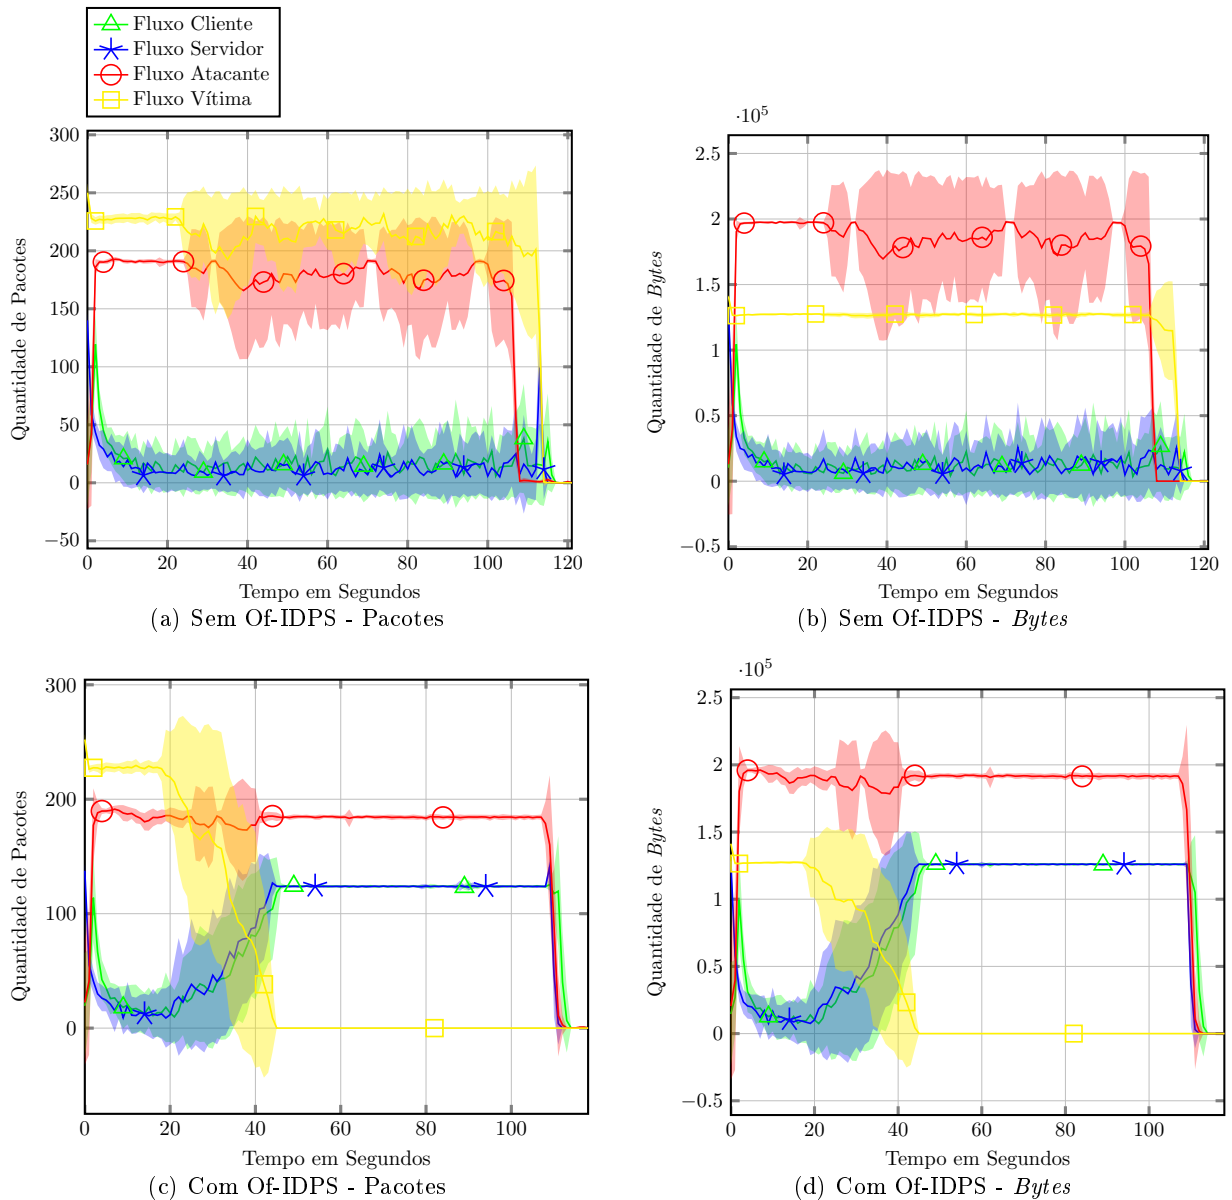 Fluxo Cliente
Fluxo Servidor
Fluxo Atacante
Fluxo Vítima
300
250
200
150
100
50
0
−50
Quantidade de Pacotes
0 20 40 60 80 100 120
Tempo em Segundos
(a) Sem Of-IDPS - Pacotes
·10^5
2.5
2
1.5
1
0.5
0
−0.5
Quantidade de Bytes
0 20 40 60 80 100 120
Tempo em Segundos
(b) Sem Of-IDPS - Bytes
300
200
100
0
Quantidade de Pacotes
0 20 40 60 80 100
Tempo em Segundos
(c) Com Of-IDPS - Pacotes
·10^5
2.5
2
1.5
1
0.5
0
−0.5
Quantidade de Bytes
0 20 40 60 80 100
Tempo em Segundos
(d) Com Of-IDPS - Bytes